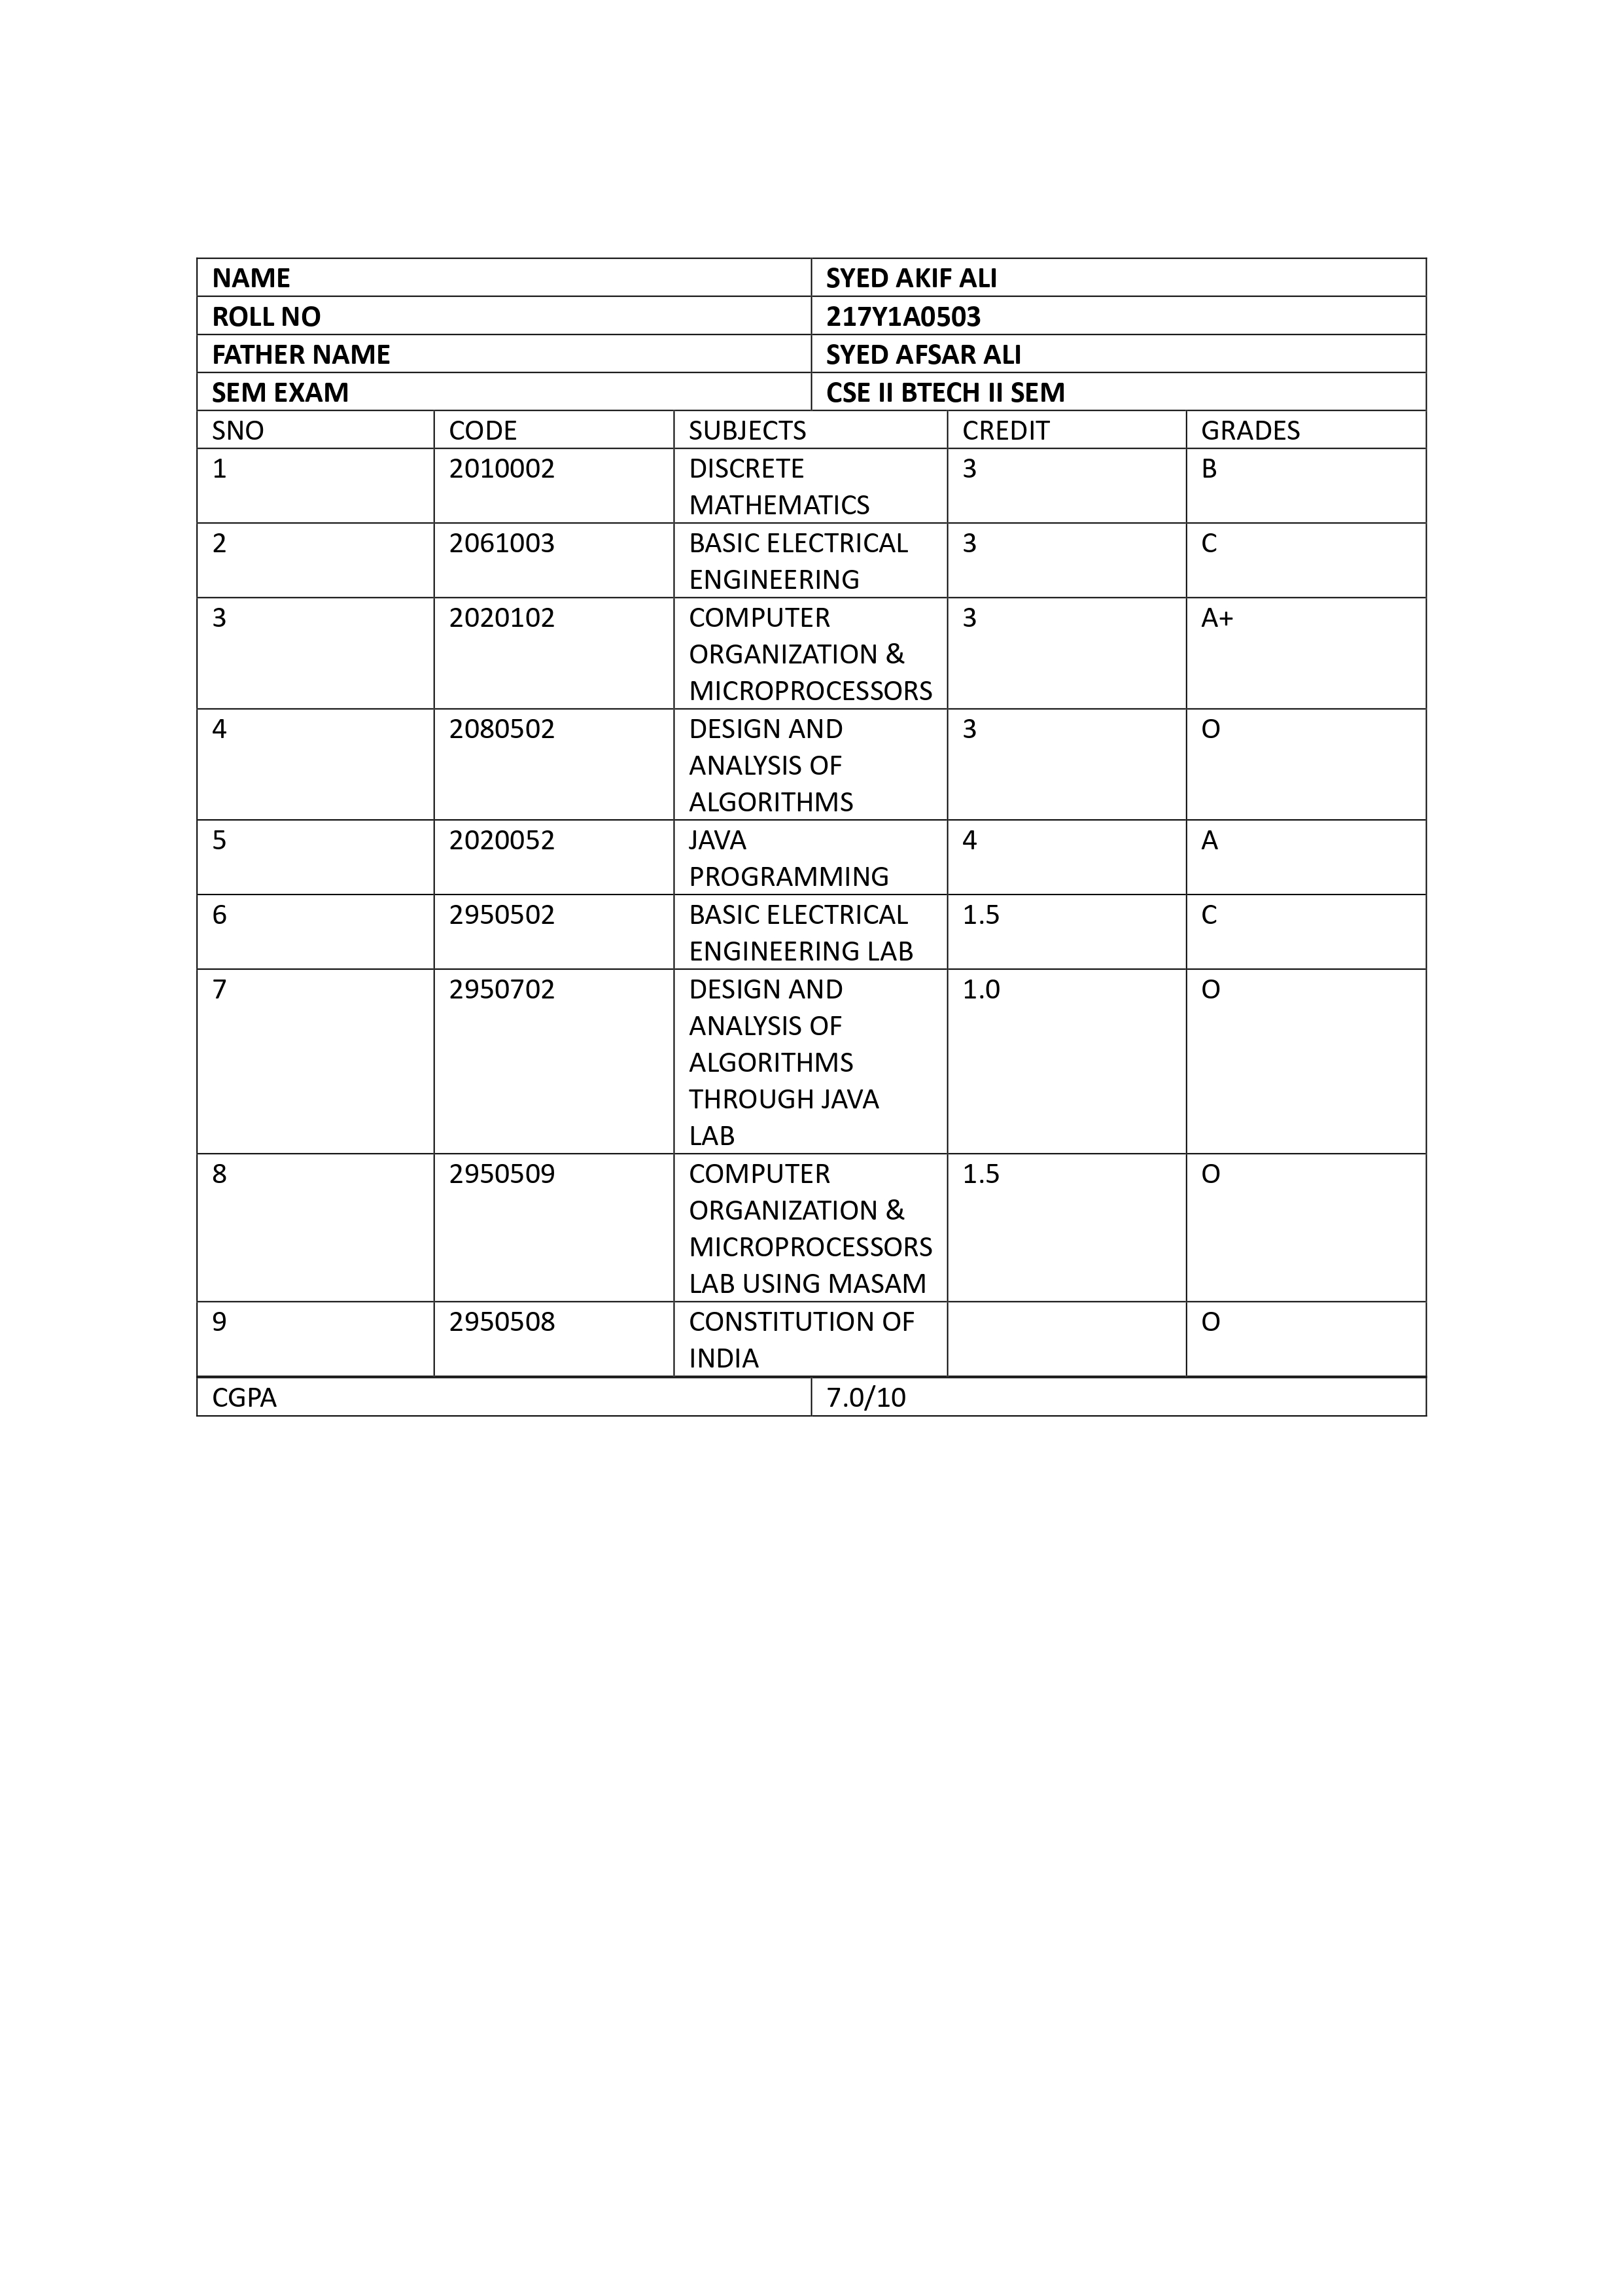 NAME SYED AKIF ALI
ROLL NO 217Y1A0503
FATHER NAME SYED AFSAR ALI
SEM EXAM CSE II BTECH II SEM
SNO CODE SUBJECTS CREDIT GRADES
1 2010002 DISCRETE 3 B
MATHEMATICS
2 2061003 BASIC ELECTRICAL 3 C
ENGINEERING
3 2020102 COMPUTER 3 A+
ORGANIZATION &
MICROPROCESSORS
4 2080502 DESIGN AND 3 O
ANALYSIS OF
ALGORITHMS
5 2020052 JAVA 4 A
PROGRAMMING
6 2950502 BASIC ELECTRICAL 1.5 C
ENGINEERING LAB
7 2950702 DESIGN AND 1.0 O
ANALYSIS OF
ALGORITHMS
THROUGH JAVA
LAB
8 2950509 COMPUTER 1.5 O
ORGANIZATION &
MICROPROCESSORS
LAB USING MASAM
9 2950508 CONSTITUTION OF O
INDIA
CGPA 7.0/10